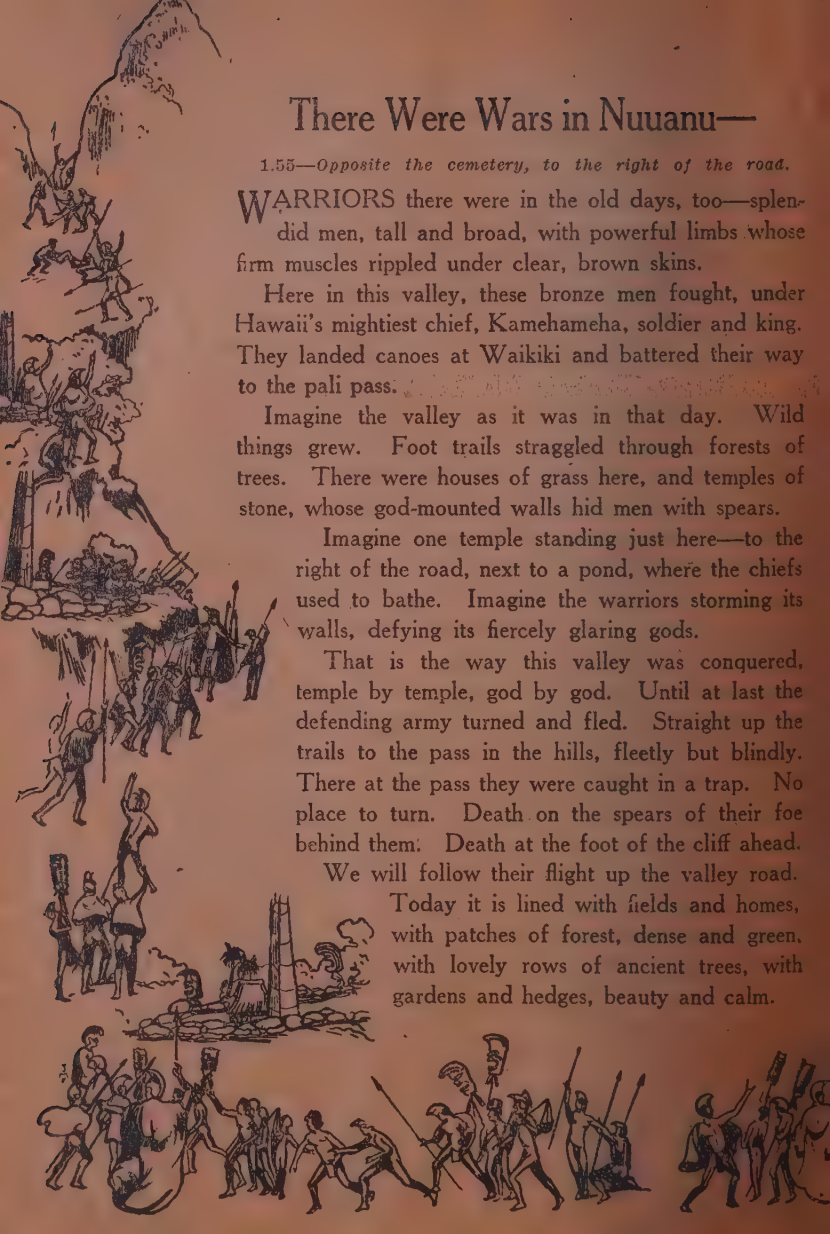 There Were Wars in Nuuanu—
1.55—Opposite the cemetery, to the right of the road.
WARRIORS there were in the old days, too—splen-
did men, tall and broad, with powerful limbs whose
firm muscles rippled under clear, brown skins.
Here in this valley, these bronze men fought, under
Hawaii's mightiest chief, Kamehameha, soldier and king.
They landed canoes at Waikiki and battered their way
to the pali pass.
Imagine the valley as it was in that day. Wild
things grew. Foot trails straggled through forests of
trees. There were houses of grass here, and temples of
stone, whose god-mounted walls hid men with spears.
Imagine one temple standing just here—to the
right of the road, next to a pond, where the chiefs
used to bathe. Imagine the warriors storming its
walls, defying its fiercely glaring gods.
That is the way this valley was conquered,
temple by temple, god by god. Until at last the
defending army turned and fled. Straight up the
trails to the pass in the hills, fleetly but blindly.
There at the pass they were caught in a trap. No
place to turn. Death on the spears of their foe
behind them. Death at the foot of the cliff ahead.
We will follow their flight up the valley road.
Today it is lined with fields and homes,
with patches of forest, dense and green,
with lovely rows of ancient trees, with
gardens and hedges, beauty and calm.